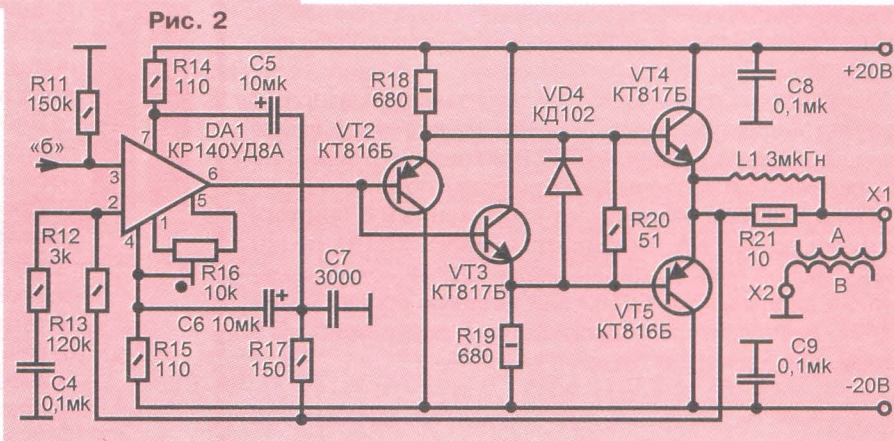 Рис. 2
R11
150k
«б»
R14
110
C5
10мк
DA1
КР140УД8А
7
3
2
6
5
1
4
R12
3k
R13
120k
C4
0,1мк
R16
10k
C6 10мк
R15
110
R17
150
C7
3000
R18
680
VT2
КТ816Б
VT3
КТ817Б
R19
680
VD4
КД102
R20
51
VT4
КТ817Б
VT5
КТ816Б
C8
0,1мк
+20В
L1 3мкГн
X1
R21
10
A
B
X2
C9
0,1мк
-20В